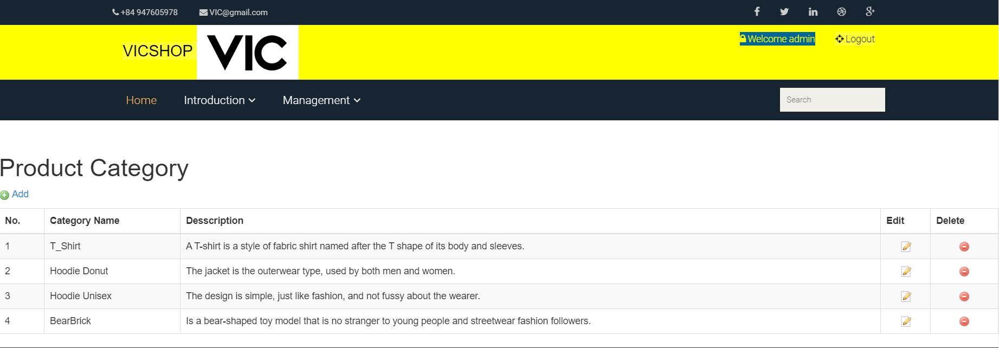 +84 947605978 VIC@gmail.com
VICSHOP VIC Welcome admin Logout
Home Introduction Management Search
Product Category
Add
No. Category Name Desscription Edit Delete
1 T_Shirt A T-shirt is a style of fabric shirt named after the T shape of its body and sleeves.
2 Hoodie Donut The jacket is the outerwear type, used by both men and women.
3 Hoodie Unisex The design is simple, just like fashion, and not fussy about the wearer.
4 BearBrick Is a bear-shaped toy model that is no stranger to young people and streetwear fashion followers.